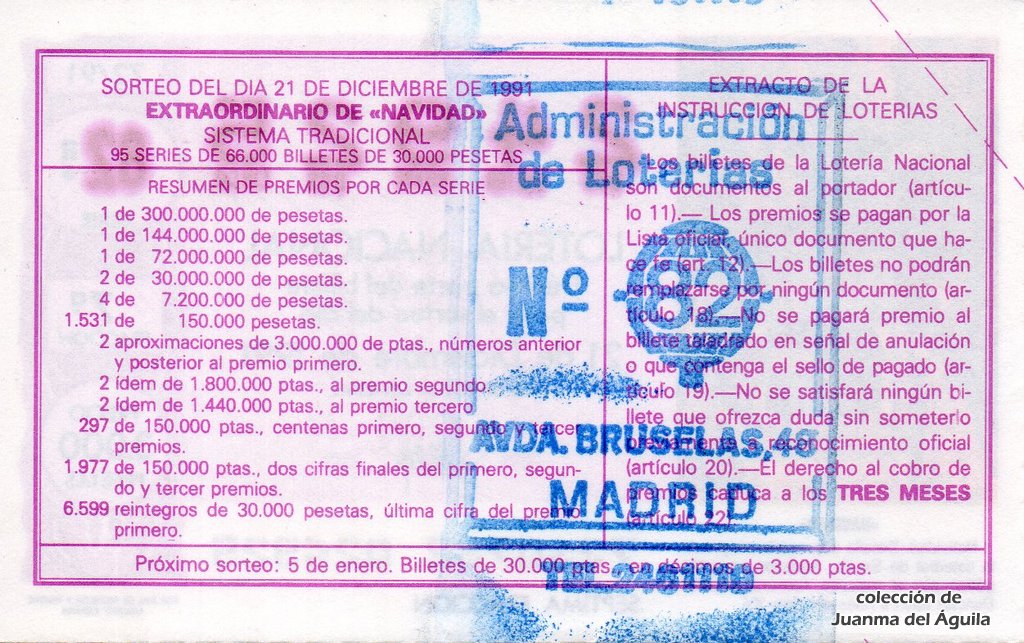 SORTEO DEL DIA 21 DE DICIEMBRE DE 1991
EXTRAORDINARIO DE «NAVIDAD»
SISTEMA TRADICIONAL
95 SERIES DE 66.000 BILLETES DE 30.000 PESETAS
RESUMEN DE PREMIOS POR CADA SERIE
1 de 300.000.000 de pesetas.
1 de 144.000.000 de pesetas.
1 de 72.000.000 de pesetas.
2 de 30.000.000 de pesetas.
4 de 7.200.000 de pesetas.
1.531 de 150.000 pesetas.
2 aproximaciones de 3.000.000 de ptas., números anterior
y posterior al premio primero.
2 ídem de 1.800.000 ptas., al premio segundo.
2 ídem de 1.440.000 ptas., al premio tercero
297 de 150.000 ptas., centenas primero, segundo y tercer
premios.
1.977 de 150.000 ptas., dos cifras finales del primero, segun-
do y tercer premios.
6.599 reintegros de 30.000 pesetas, última cifra del premio
primero.
EXTRACTO DE LA
INSTRUCCION DE LOTERIAS
Los billetes de la Lotería Nacional
son documentos al portador (artícu-
lo 11).— Los premios se pagan por la
Lista oficial, único documento que ha-
ce fe (art. 12).—Los billetes no podrán
remplazarse por ningún documento (ar-
tículo 18).—No se pagará premio al
billete taladrado en señal de anulación
o que contenga el sello de pagado (ar-
tículo 19).—No se satisfará ningún bi-
llete que ofrezca duda sin someterlo
previamente a reconocimiento oficial
(artículo 20).—El derecho al cobro de
premios caduca a los TRES MESES
(artículo 22)
Próximo sorteo: 5 de enero. Billetes de 30.000 ptas. en décimos de 3.000 ptas.
Administración
de Loterías
Nº 62
AVDA. BRUSELAS, 
MADRID
TEL.
colección de
Juanma del Águila